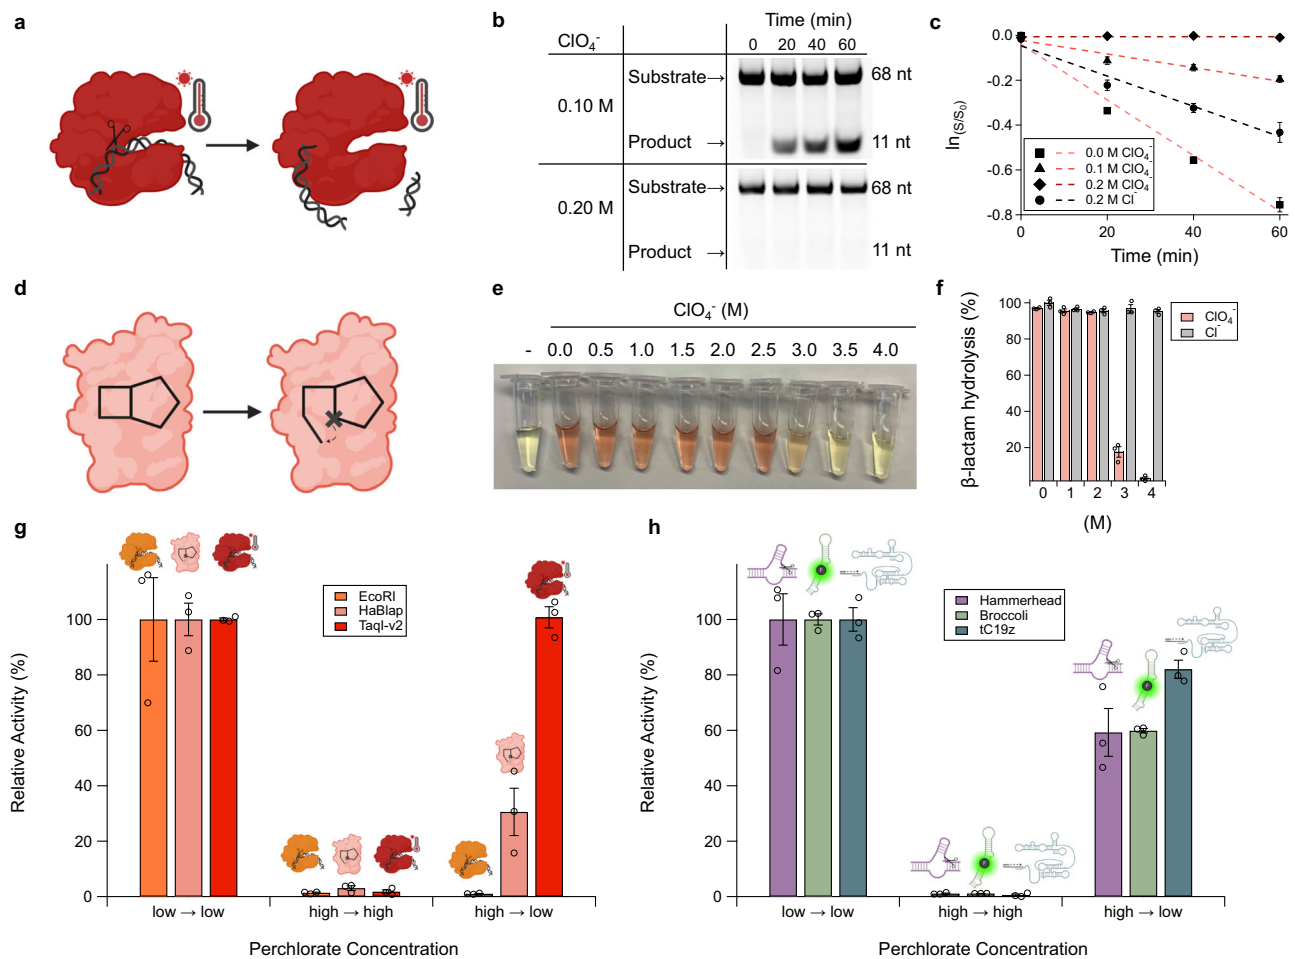 a
b
Time (min)
ClO4-
0 20 40 60
0.10 M
Substrate→
68 nt
Product →
11 nt
0.20 M
Substrate→
68 nt
Product →
11 nt
c
ln(S/S0)
0.0
-0.2
-0.4
-0.6
-0.8
0.0 M ClO4-
0.1 M ClO4-
0.2 M ClO4-
0.2 M Cl-
0 20 40 60
Time (min)
d
e
ClO4- (M)
- 0.0 0.5 1.0 1.5 2.0 2.5 3.0 3.5 4.0
f
β-lactam hydrolysis (%)
100
80
60
40
20
ClO4-
Cl-
0 1 2 3 4
(M)
g
Relative Activity (%)
100
80
60
40
20
0
EcoRI
HaBlap
TaqI-v2
low → low
high → high
high → low
Perchlorate Concentration
h
Relative Activity (%)
100
80
60
40
20
0
Hammerhead
Broccoli
tC19z
low → low
high → high
high → low
Perchlorate Concentration